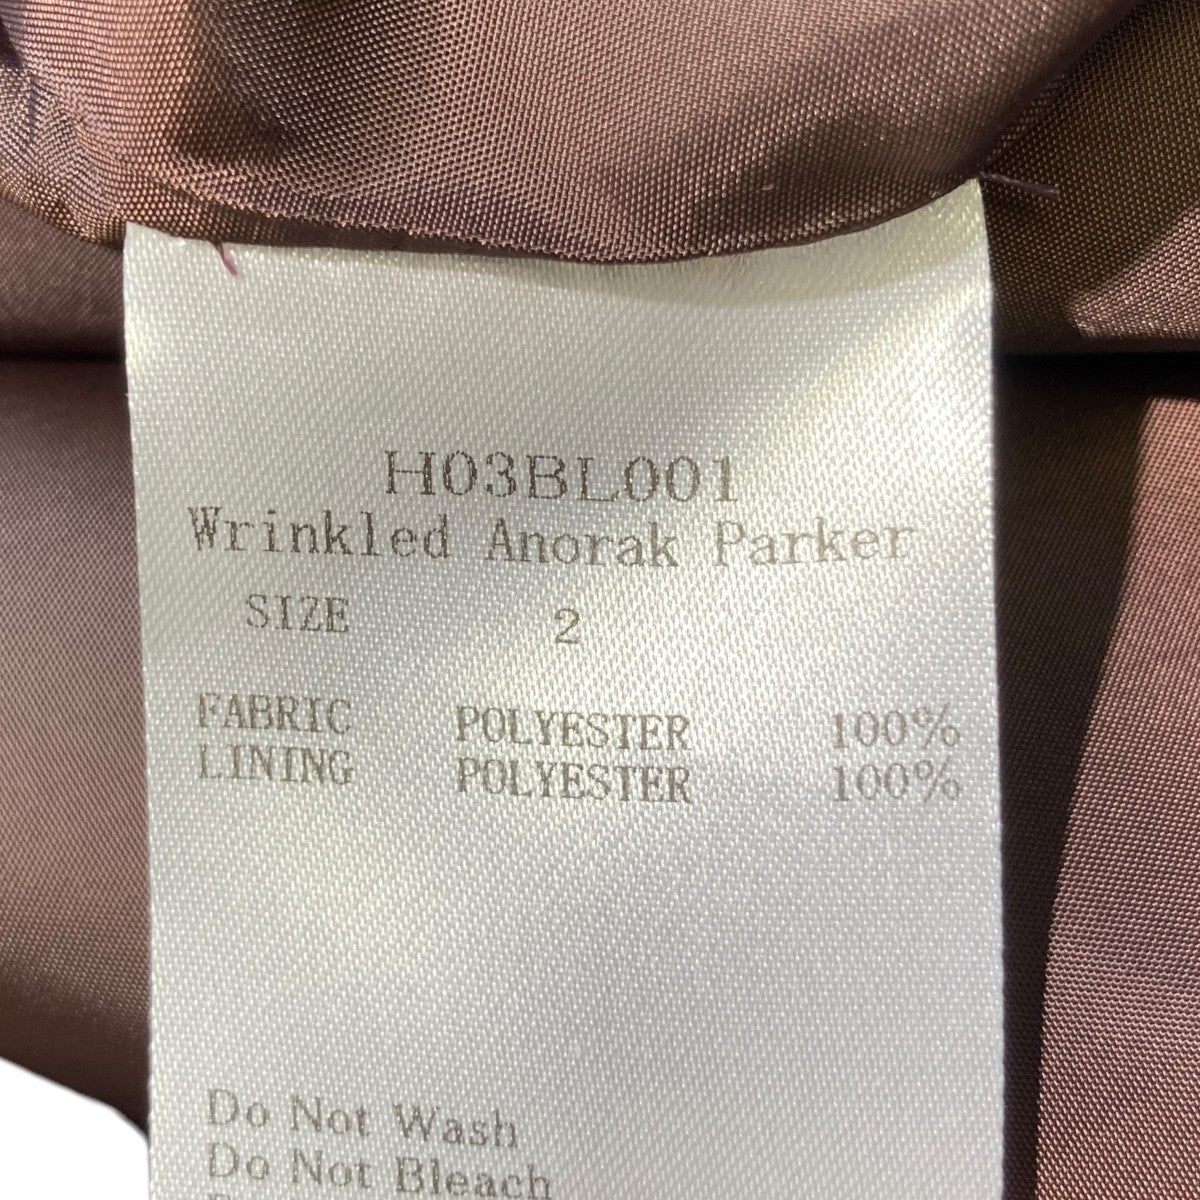 H03BL001
Wrinkled Anorak Parker
SIZE 2
FABRIC POLYESTER 100%
LINING POLYESTER 100%
Do Not Wash
Do Not Bleach